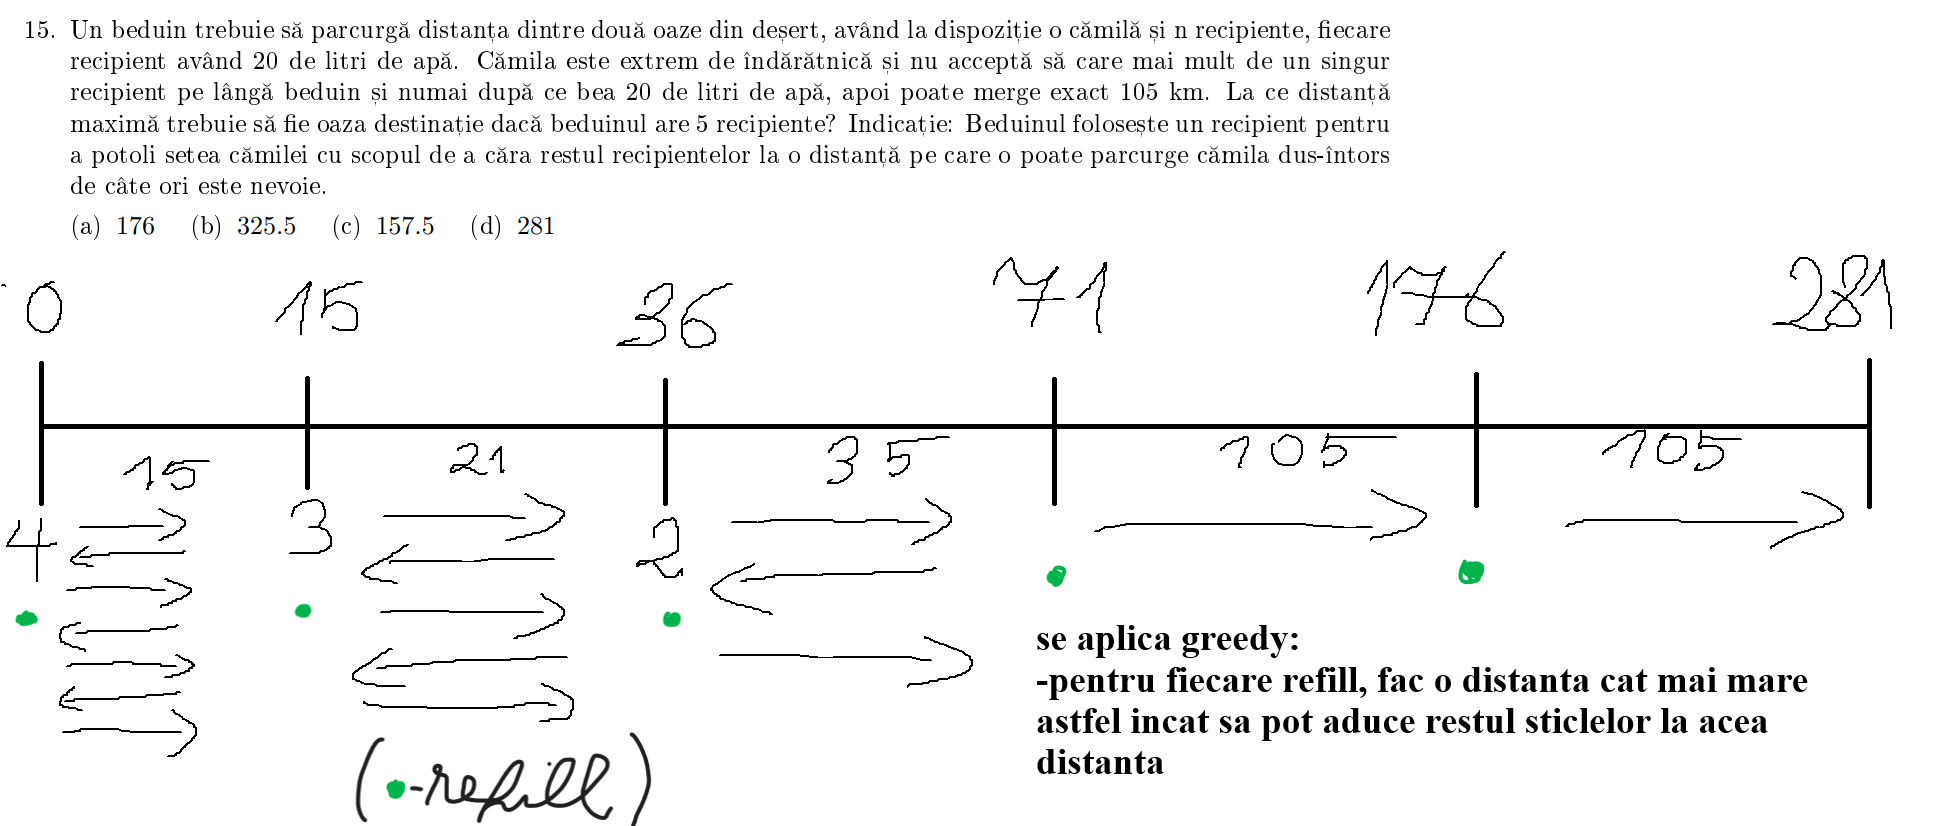 15. Un beduin trebuie să parcurgă distanța dintre două oaze din deșert, având la dispoziție o cămilă și n recipiente, fiecare
recipient având 20 de litri de apă. Cămila este extrem de îndărătnică și nu acceptă să care mai mult de un singur
recipient pe lângă beduin și numai după ce bea 20 de litri de apă, apoi poate merge exact 105 km. La ce distanță
maximă trebuie să fie oaza destinație dacă beduinul are 5 recipiente? Indicație: Beduinul folosește un recipient pentru
a potoli setea cămilei cu scopul de a căra restul recipientelor la o distanță pe care o poate parcurge cămila dus-întors
de câte ori este nevoie.
(a) 176 (b) 325.5 (c) 157.5 (d) 281
0 15 36 71 176 281
15 21 35 105 105
4 3 2
se aplica greedy:
-pentru fiecare refill, fac o distanta cat mai mare
astfel incat sa pot aduce restul sticlelor la acea
distanta
(•-refill)